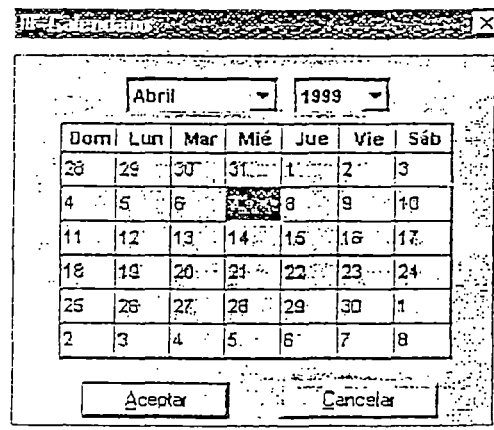 Calendario
Abril 1999
Dom Lun Mar Mié Jue Vie Sáb
28 29 30 31 1 2 3
4 5 6 8 9 10
11 12 13 14 15 16 17
18 19 20 21 22 23 24
25 26 27 28 29 30 1
2 3 4 5 6 7 8
Aceptar Cancelar